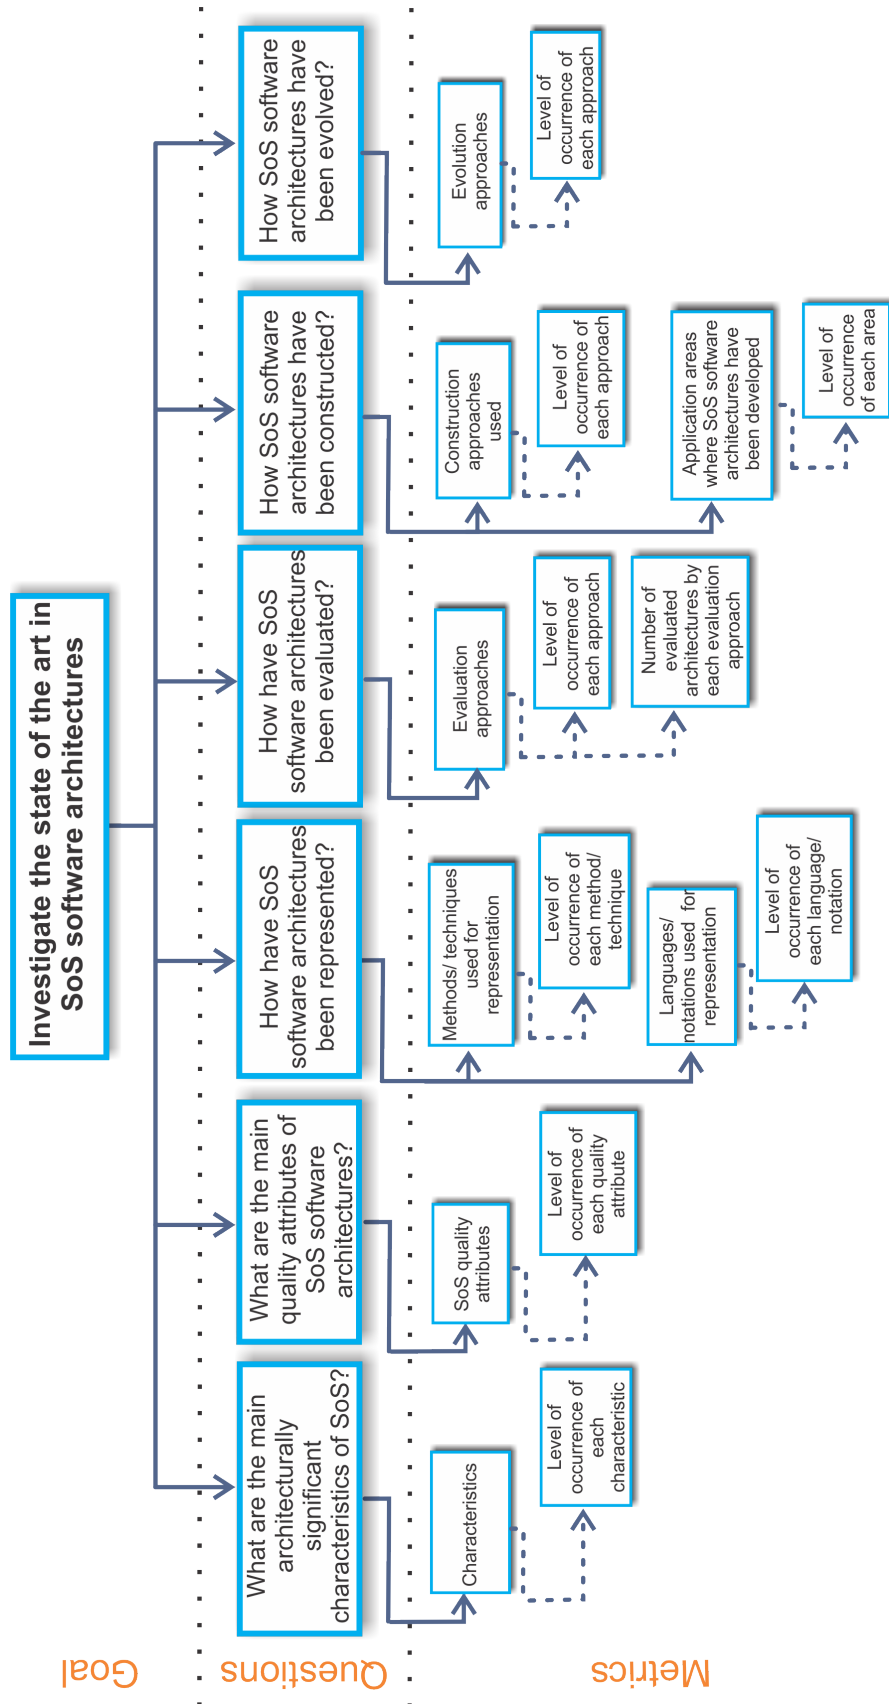 Goal
Investigate the state of the art in
SoS software architectures
Questions
What are the main
architecturally
significant
characteristics of SoS?
What are the main
quality attributes of
SoS software
architectures?
How have SoS
software architectures
been represented?
How have SoS
software architectures
been evaluated?
How SoS software
architectures have
been constructed?
How SoS software
architectures have
been evolved?
Metrics
Characteristics
Level of
occurrence of
each
characteristic
SoS quality
attributes
Level of
occurrence of
each quality
attribute
Methods/ techniques
used for
representation
Level of
occurrence of
each method/
technique
Languages/
notations used for
representation
Level of
occurrence of
each language/
notation
Evaluation
approaches
Level of
occurrence of
each approach
Number of
evaluated
architectures by
each evaluation
approach
Construction
approaches
used
Level of
occurrence of
each approach
Application areas
where SoS software
architectures have
been developed
Level of
occurrence
of each area
Evolution
approaches
Level of
occurrence of
each approach